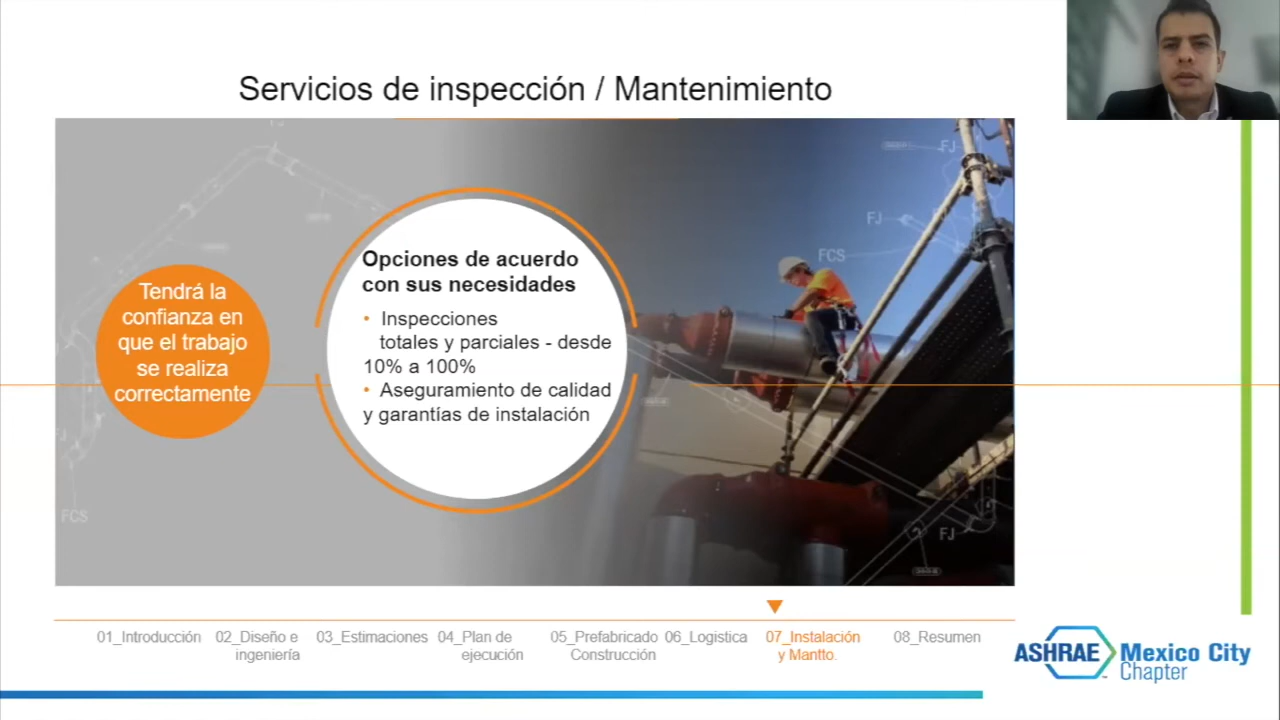 Servicios de inspección / Mantenimiento
FJ
FJ
FCS
Opciones de acuerdo
con sus necesidades
Tendrá la
confianza en
que el trabajo
se realiza
correctamente
• Inspecciones
totales y parciales - desde
10% a 100%
• Aseguramiento de calidad
y garantías de instalación
FCS
FJ
01_Introducción
02_Diseño e
ingeniería
03_Estimaciones
04_Plan de
ejecución
05_Prefabricado
Construcción
06_Logistica
07_Instalación
y Mantto.
08_Resumen
ASHRAE Mexico City
Chapter